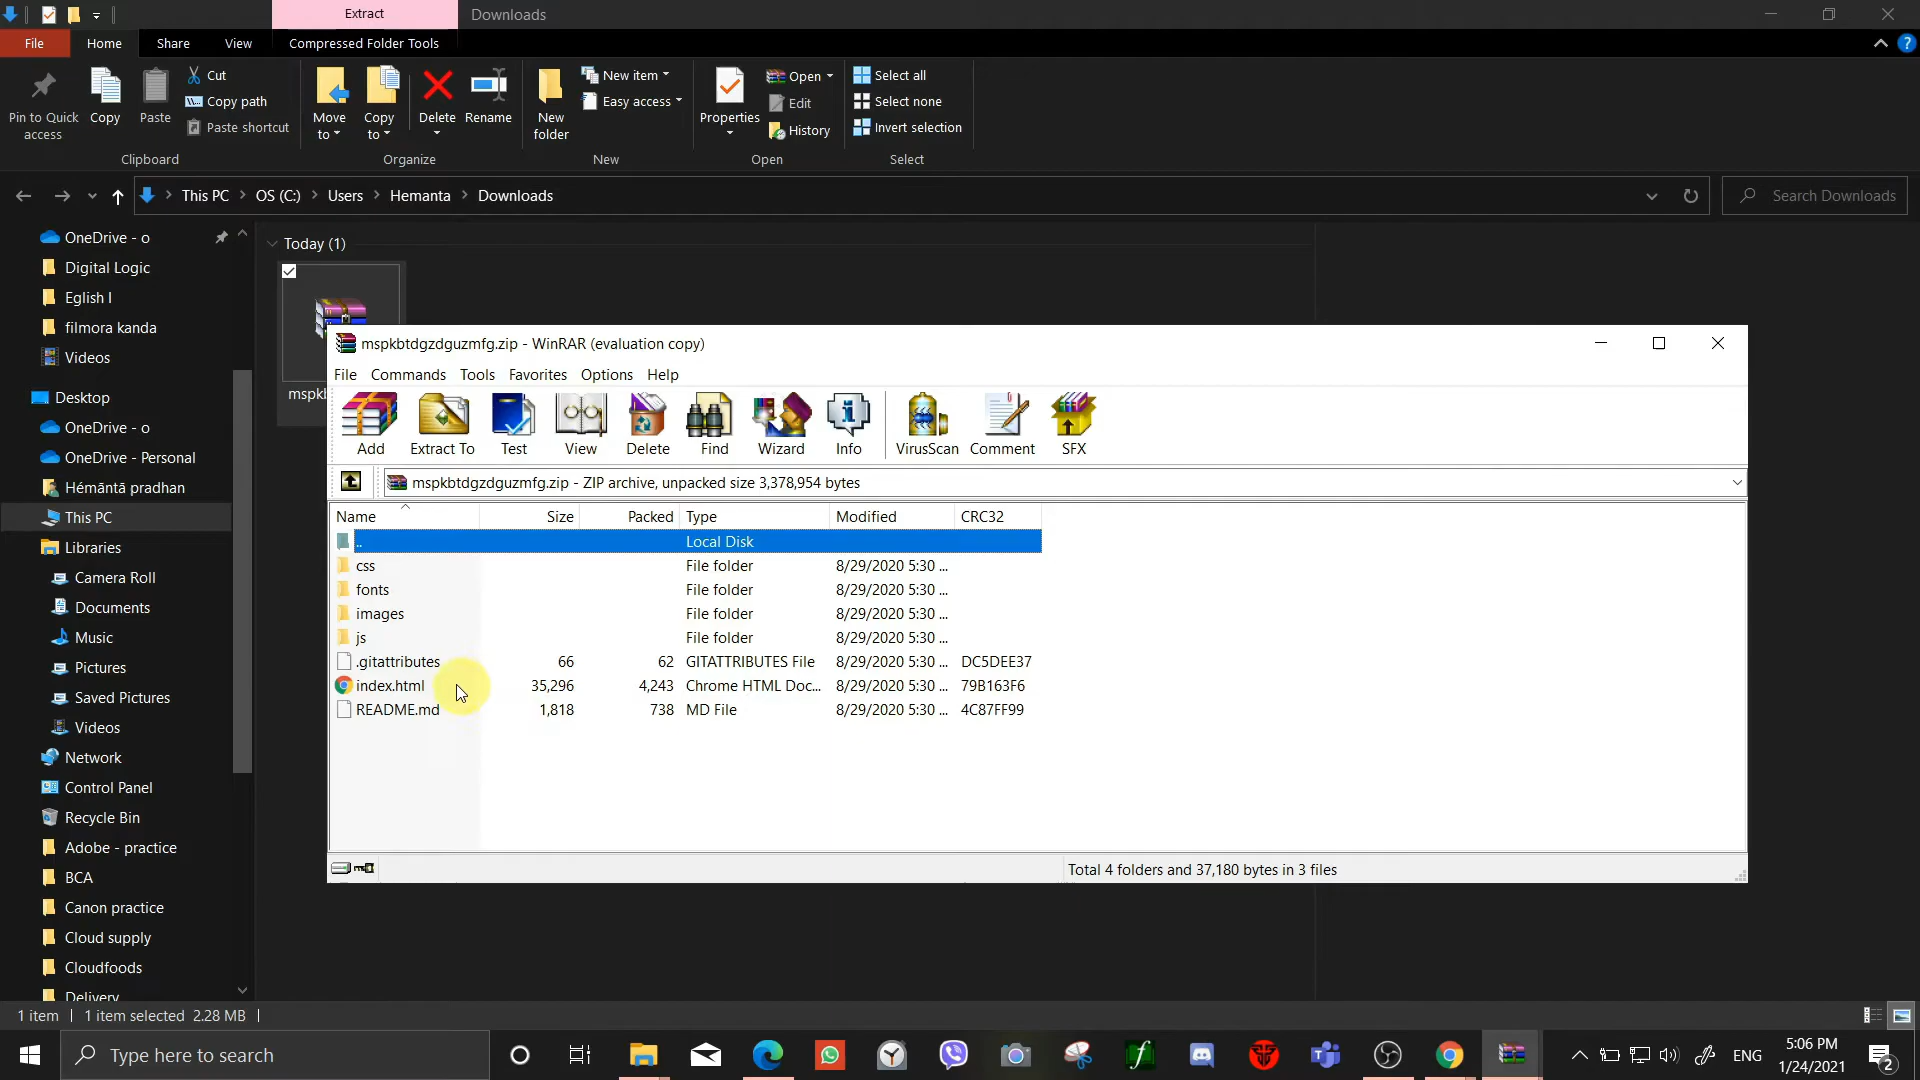 Extract
Downloads
File
Home
Share
View
Compressed Folder Tools
Pin to Quick access
Copy
Paste
Cut
Copy path
Paste shortcut
Clipboard
Move to
Copy to
Delete
Rename
Organize
New folder
New item
Easy access
New
Properties
Open
Edit
History
Open
Select all
Select none
Invert selection
Select
This PC > OS (C:) > Users > Hemanta > Downloads
Search Downloads
OneDrive - o
Digital Logic
Eglish I
filmora kanda
Videos
Desktop
OneDrive - o
OneDrive - Personal
Hémāntā pradhan
This PC
Libraries
Camera Roll
Documents
Music
Pictures
Saved Pictures
Videos
Network
Control Panel
Recycle Bin
Adobe - practice
BCA
Canon practice
Cloud supply
Cloudfoods
Delivery
Today (1)
mspkbtdgzdguzmfg.zip - WinRAR (evaluation copy)
File Commands Tools Favorites Options Help
Add Extract To Test View Delete Find Wizard Info VirusScan Comment SFX
mspkbtdgzdguzmfg.zip - ZIP archive, unpacked size 3,378,954 bytes
Name Size Packed Type Modified CRC32
.. Local Disk
css File folder 8/29/2020 5:30 ...
fonts File folder 8/29/2020 5:30 ...
images File folder 8/29/2020 5:30 ...
js File folder 8/29/2020 5:30 ...
.gitattributes 66 62 GITATTRIBUTES File 8/29/2020 5:30 ... DC5DEE37
index.html 35,296 4,243 Chrome HTML Doc... 8/29/2020 5:30 ... 79B163F6
README.md 1,818 738 MD File 8/29/2020 5:30 ... 4C87FF99
Total 4 folders and 37,180 bytes in 3 files
1 item 1 item selected 2.28 MB
Type here to search
ENG
5:06 PM
1/24/2021
2